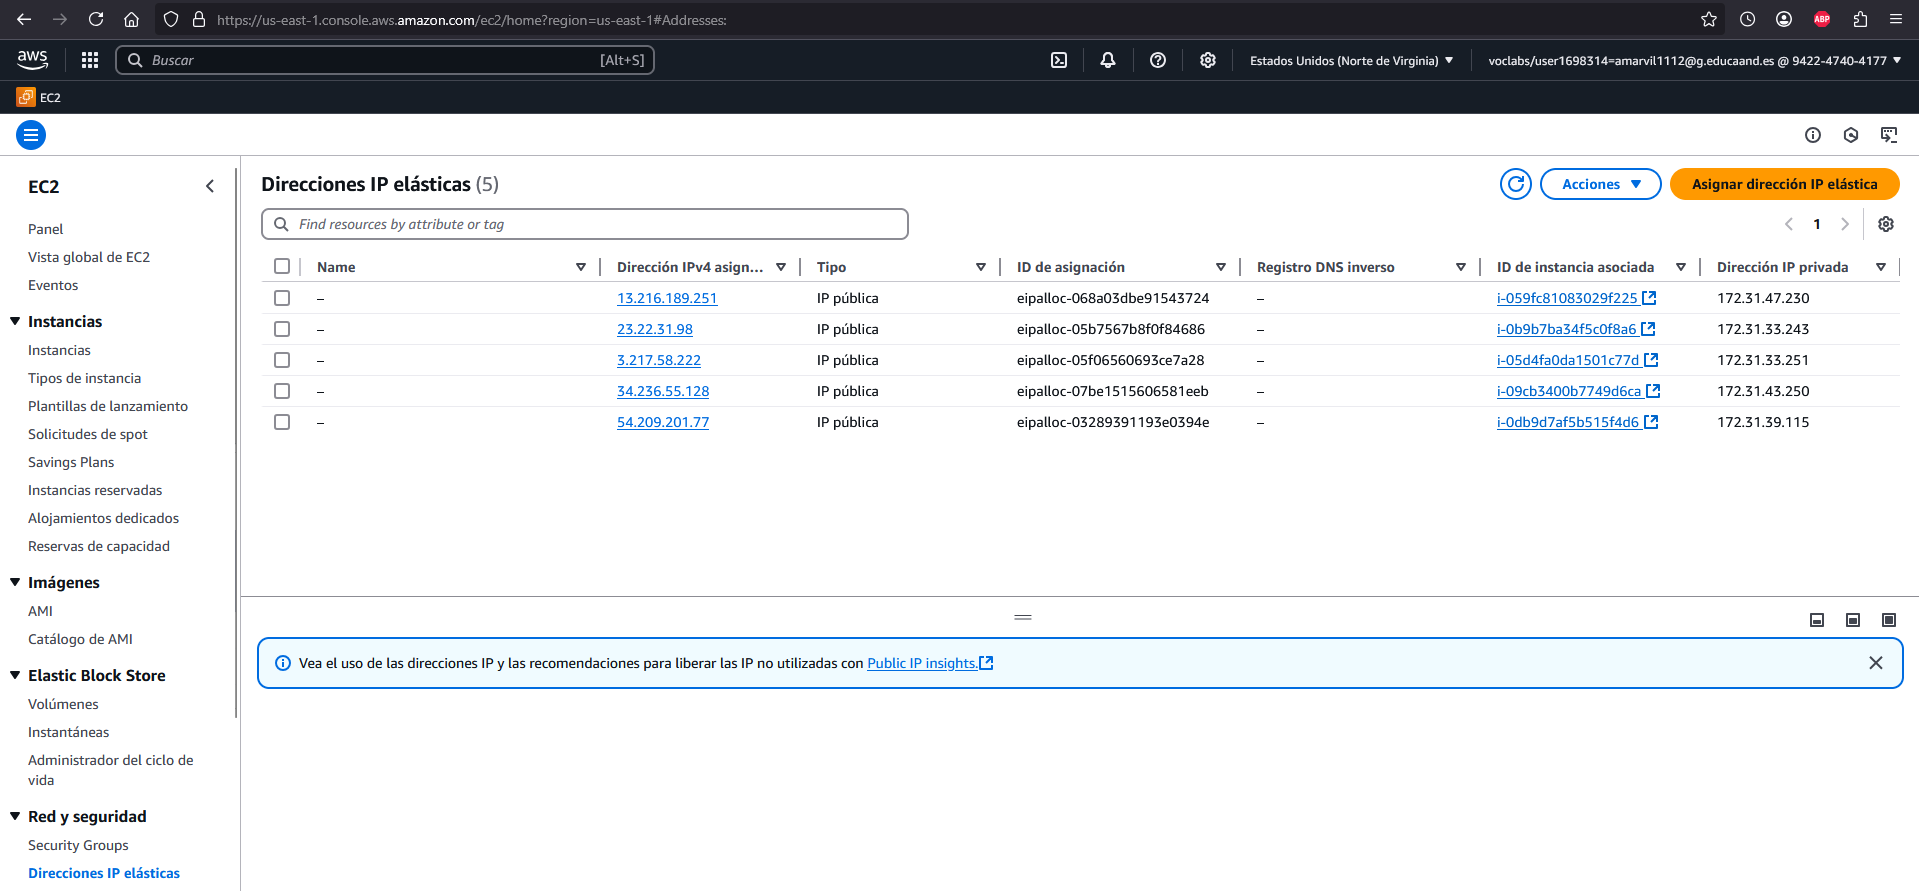 https://us-east-1.console.aws.amazon.com/ec2/home?region=us-east-1#Addresses:
ABP
aws
Buscar
[Alt+S]
Estados Unidos (Norte de Virginia)
voclabs/user1698314=amarvil1112@g.educaand.es @ 9422-4740-4177
EC2
EC2
Panel
Vista global de EC2
Eventos
Instancias
Instancias
Tipos de instancia
Plantillas de lanzamiento
Solicitudes de spot
Savings Plans
Instancias reservadas
Alojamientos dedicados
Reservas de capacidad
Imágenes
AMI
Catálogo de AMI
Elastic Block Store
Volúmenes
Instantáneas
Administrador del ciclo de
vida
Red y seguridad
Security Groups
Direcciones IP elásticas
Direcciones IP elásticas (5)
Acciones
Asignar dirección IP elástica
Find resources by attribute or tag
1
Name Dirección IPv4 asign... Tipo ID de asignación Registro DNS inverso ID de instancia asociada Dirección IP privada
– 13.216.189.251 IP pública eipalloc-068a03dbe91543724 – i-059fc81083029f225 172.31.47.230
– 23.22.31.98 IP pública eipalloc-05b7567b8f0f84686 – i-0b9b7ba34f5c0f8a6 172.31.33.243
– 3.217.58.222 IP pública eipalloc-05f06560693ce7a28 – i-05d4fa0da1501c77d 172.31.33.251
– 34.236.55.128 IP pública eipalloc-07be1515606581eeb – i-09cb3400b7749d6ca 172.31.43.250
– 54.209.201.77 IP pública eipalloc-03289391193e0394e – i-0db9d7af5b515f4d6 172.31.39.115
Vea el uso de las direcciones IP y las recomendaciones para liberar las IP no utilizadas con Public IP insights.